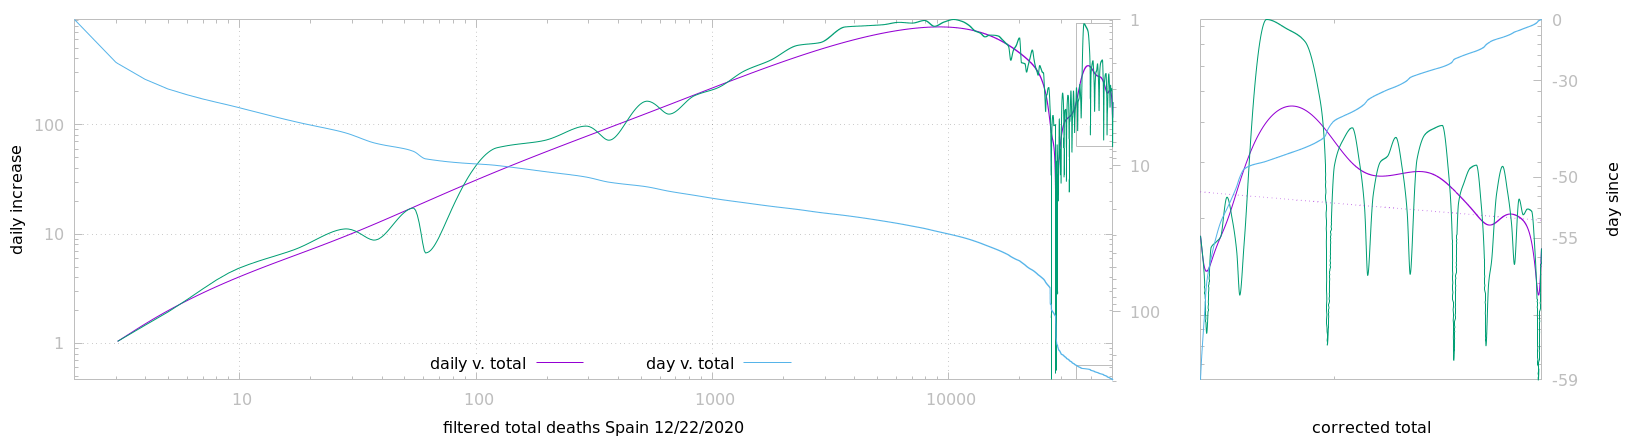 daily increase
100
10
1
daily v. total
day v. total
10
100
1000
10000
filtered total deaths Spain 12/22/2020
1
10
100
0
-30
-50
-55
-59
day since
corrected total